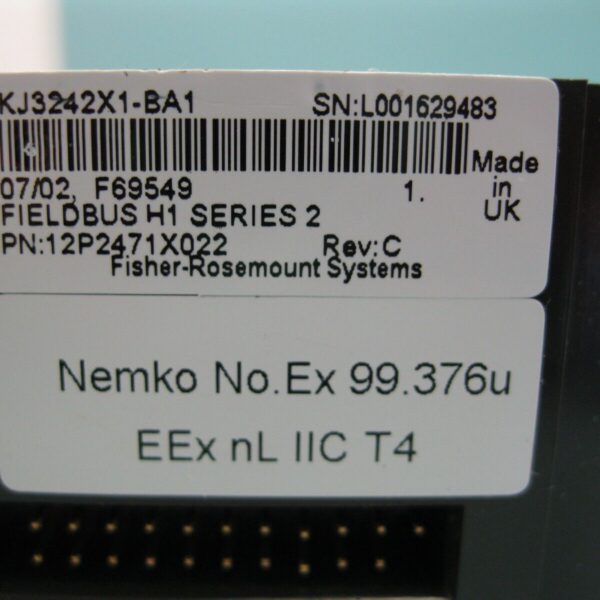 KJ3242X1-BA1 SN:L001629483
07/02, F69549 1.
FIELDBUS H1 SERIES 2
PN:12P2471X022 Rev:C
Fisher-Rosemount Systems
Made
in
UK
Nemko No.Ex 99.376u
EEx nL IIC T4